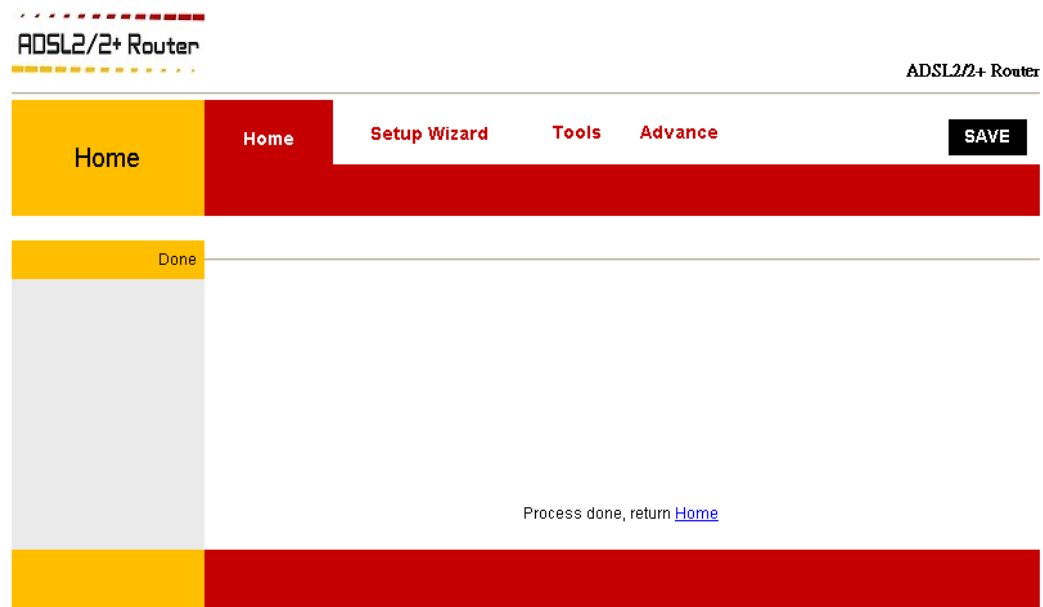 ADSL2/2+ Router
ADSL2/2+ Router
Home
Home Setup Wizard Tools Advance SAVE
Done
Process done, return Home